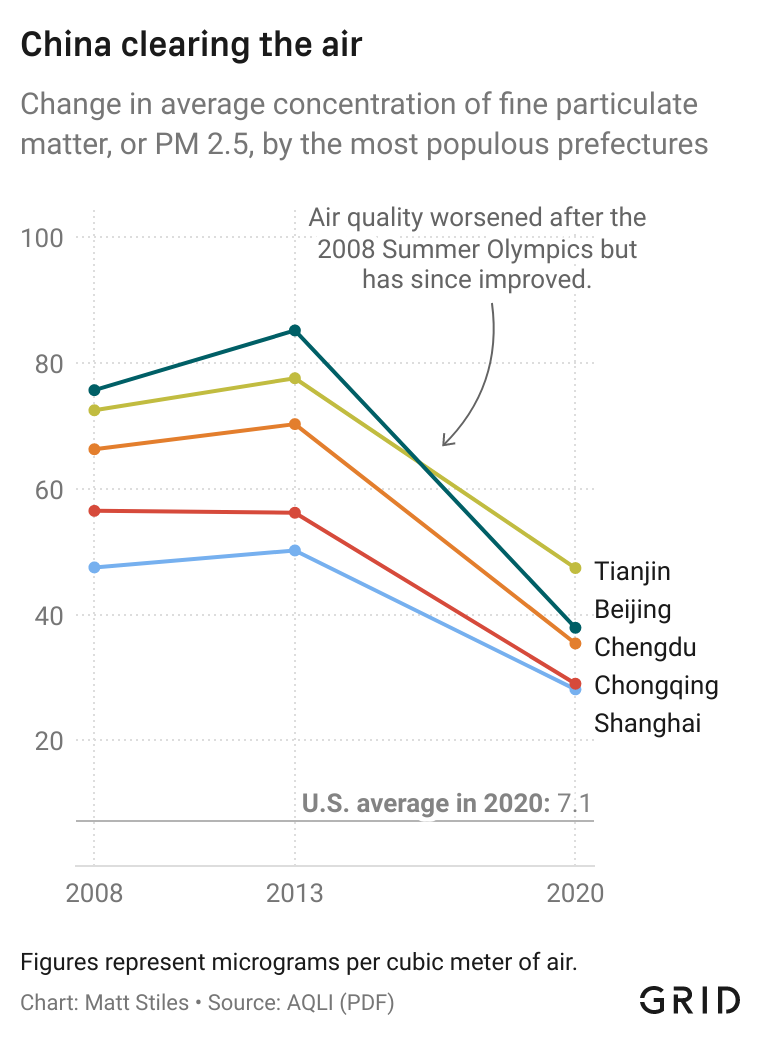 China clearing the air
Change in average concentration of fine particulate
matter, or PM 2.5, by the most populous prefectures
Air quality worsened after the
2008 Summer Olympics but
has since improved.
100
80
60
40
20
Tianjin
Beijing
Chengdu
Chongqing
Shanghai
U.S. average in 2020: 7.1
2008 2013 2020
Figures represent micrograms per cubic meter of air.
Chart: Matt Stiles • Source: AQLI (PDF)
GRID